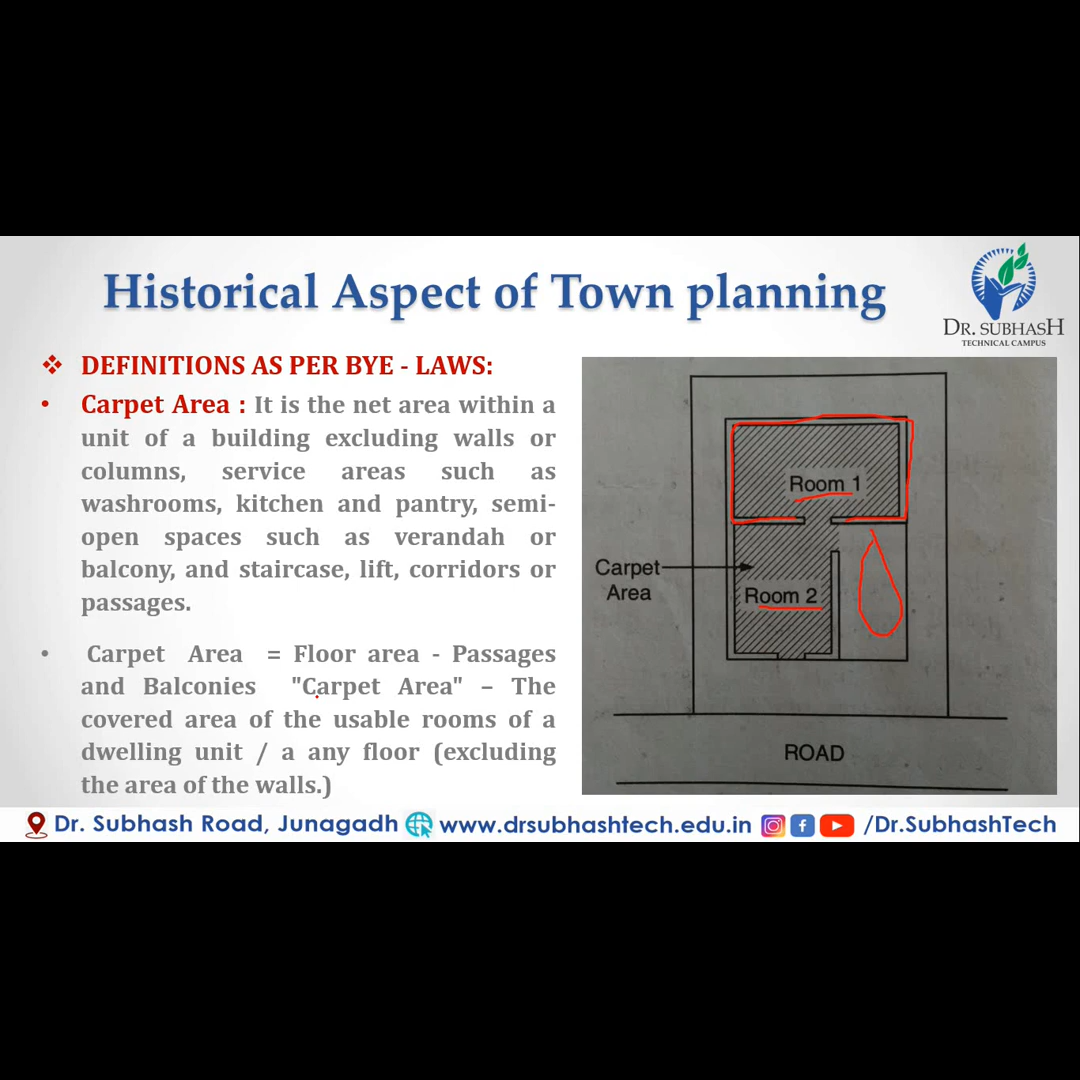 Historical Aspect of Town planning
DR. SUBHASH
TECHNICAL CAMPUS
❖ DEFINITIONS AS PER BYE - LAWS:
• Carpet Area : It is the net area within a
unit of a building excluding walls or
columns, service areas such as
washrooms, kitchen and pantry, semi-
open spaces such as verandah or
balcony, and staircase, lift, corridors or
passages.
• Carpet Area = Floor area - Passages
and Balconies "Carpet Area" – The
covered area of the usable rooms of a
dwelling unit / a any floor (excluding
the area of the walls.)
Room 1
Carpet
Area
Room 2
ROAD
Dr. Subhash Road, Junagadh www.drsubhashtech.edu.in /Dr.SubhashTech